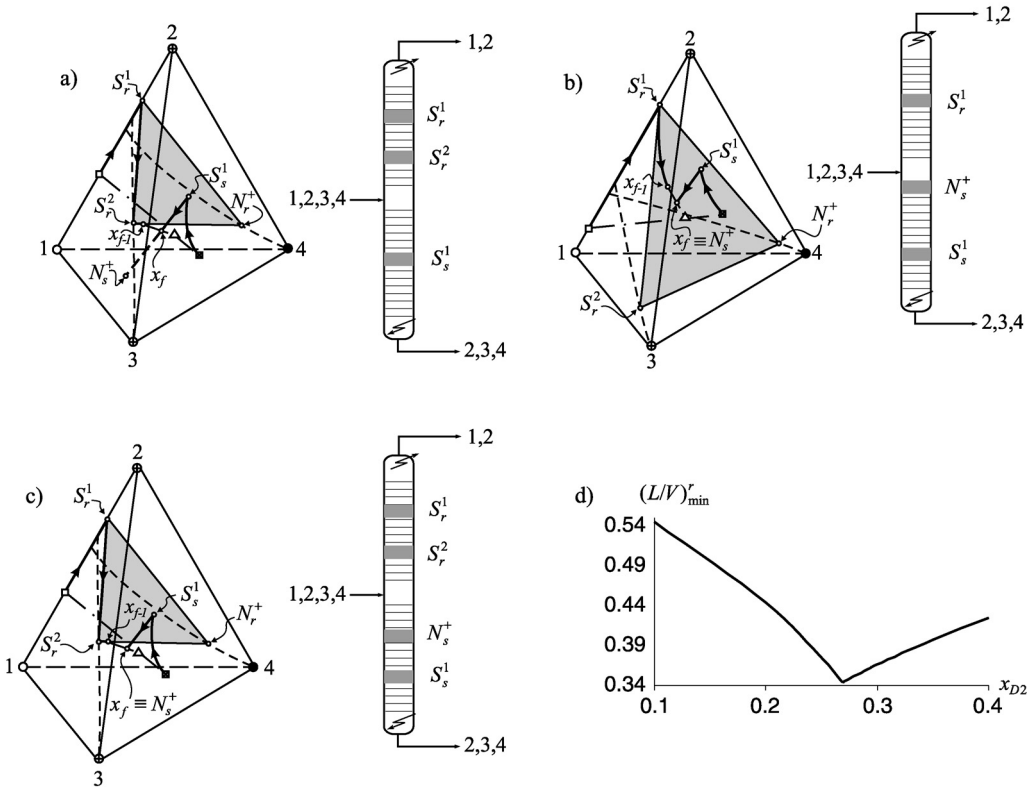 a)
2
S_r^1
S_s^1
S_r^2
N_r^+
x_{f-1}
1
4
N_s^+
x_f
3
1,2
S_r^1
S_r^2
1,2,3,4
S_s^1
2,3,4
b)
2
S_r^1
S_s^1
x_{f-1}
N_r^+
1
x_f ≡ N_s^+
4
S_r^2
3
1,2
S_r^1
1,2,3,4
N_s^+
S_s^1
2,3,4
c)
2
S_r^1
x_{f-1}
S_s^1
N_r^+
S_r^2
1
4
x_f ≡ N_s^+
3
1,2
S_r^1
S_r^2
1,2,3,4
N_s^+
S_s^1
2,3,4
d)
(L/V)_{min}^r
0.54
0.49
0.44
0.39
0.34
0.1 0.2 0.3 0.4
x_{D2}